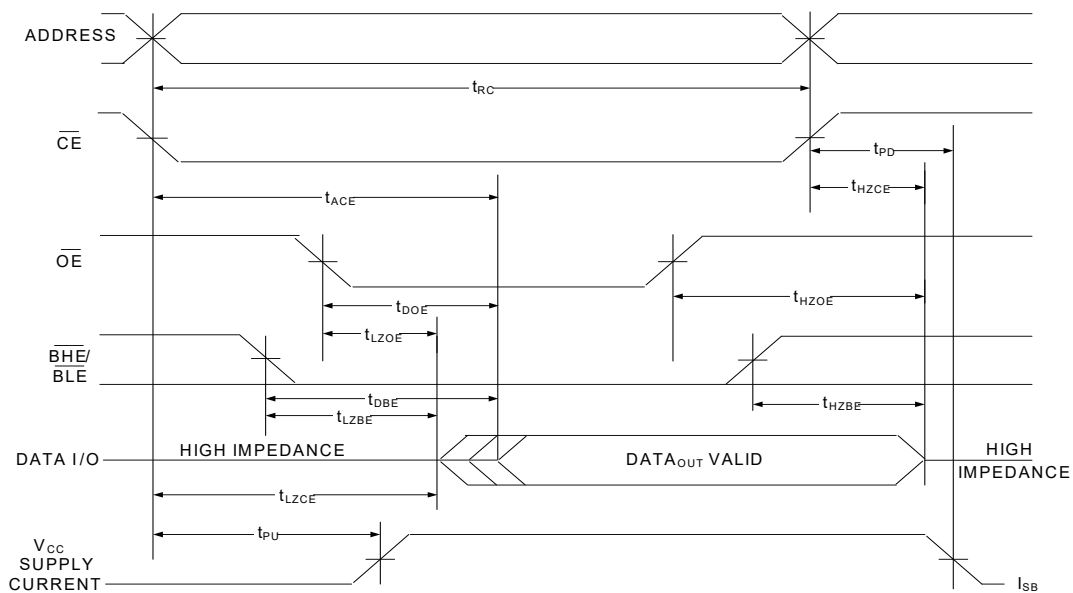 ADDRESS
tRC
CE
tPD
tHZCE
tACE
OE
tDOE
tHZOE
tLZOE
BHE/
BLE
tDBE
tHZBE
tLZBE
HIGH IMPEDANCE
DATA I/O
DATAOUT VALID
HIGH
IMPEDANCE
tLZCE
tPU
VCC
SUPPLY
CURRENT
ISB